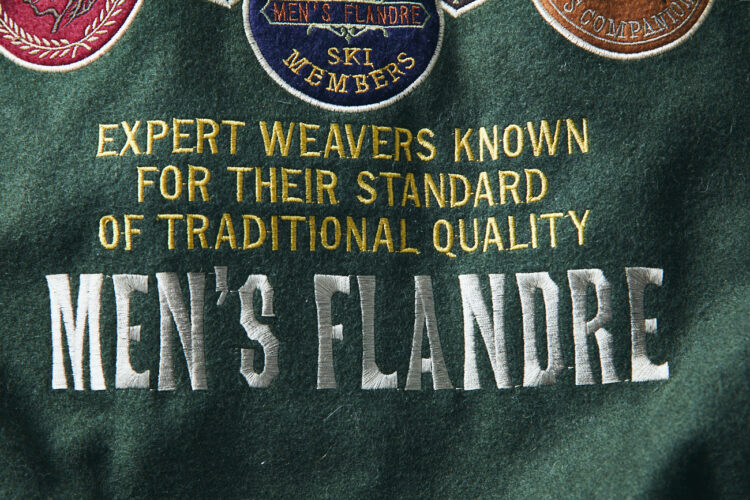 MEN'S FLANDRE
SKI
MEMBERS
EXPERT WEAVERS KNOWN
FOR THEIR STANDARD
OF TRADITIONAL QUALITY
MEN'S FLANDRE